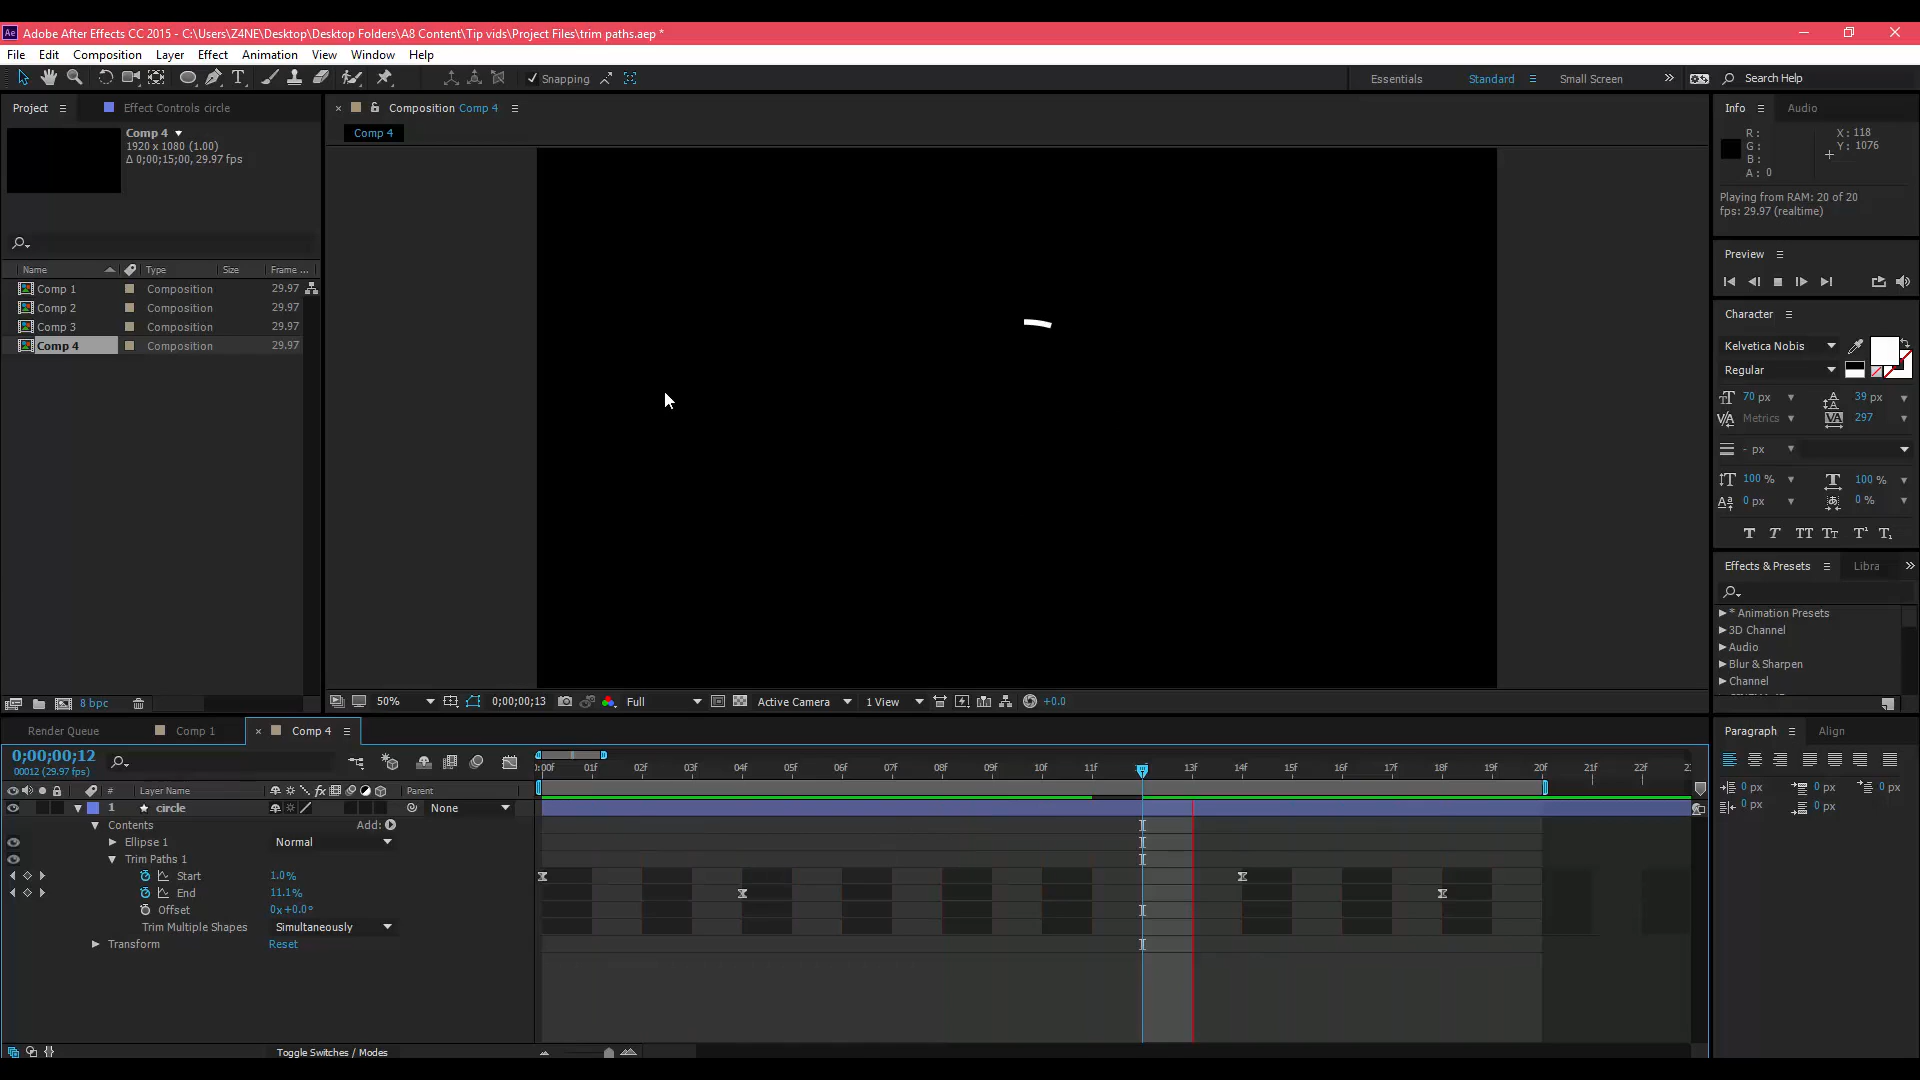 Adobe After Effects CC 2015 - C:\Users\Z4NE\Desktop\Desktop Folders\A8 Content\Tip vids\Project Files\trim paths.aep *
File Edit Composition Layer Effect Animation View Window Help
Snapping Essentials Standard Small Screen Search Help
Project Effect Controls circle
Comp 4
1920 x 1080 (1.00)
Δ 0;00;15;00, 29.97 fps
Name Type Size Frame ...
Comp 1 Composition 29.97
Comp 2 Composition 29.97
Comp 3 Composition 29.97
Comp 4 Composition 29.97
8 bpc
Composition Comp 4
Comp 4
50% 0;00;00;13 Full Active Camera 1 View +0.0
Info Audio
R : X : 118
G : Y : 1076
B :
A : 0
Playing from RAM: 20 of 20
fps: 29.97 (realtime)
Preview
Character
Kelvetica Nobis
Regular
70 px 39 px
Metrics 297
- px
100 % 100 %
0 px 0 %
Effects & Presets Libra
* Animation Presets
3D Channel
Audio
Blur & Sharpen
Channel
Render Queue Comp 1 Comp 4
0;00;00;12
00012 (29.97 fps)
:00f 01f 02f 03f 04f 05f 06f 07f 08f 09f 10f 11f 13f 14f 15f 16f 17f 18f 19f 20f 21f 22f
# Layer Name Parent
1 circle None
Contents Add:
Ellipse 1 Normal
Trim Paths 1
Start 1.0%
End 11.1%
Offset 0x+0.0°
Trim Multiple Shapes Simultaneously
Transform Reset
Toggle Switches / Modes
Paragraph Align
0 px 0 px 0 px
0 px 0 px